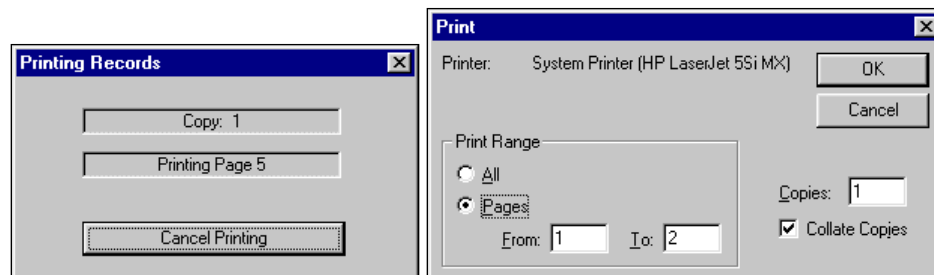 Printing Records
Copy: 1
Printing Page 5
Cancel Printing
Print
Printer: System Printer (HP LaserJet 5Si MX)
OK
Cancel
Print Range
All
Pages
From: 1 To: 2
Copies: 1
Collate Copies